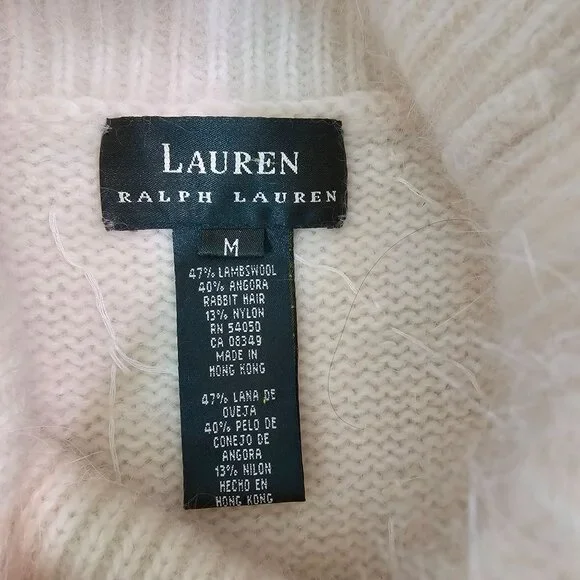 LAUREN
RALPH LAUREN
M
47% LAMBSWOOL
40% ANGORA
RABBIT HAIR
13% NYLON
RN 54050
CA 08349
MADE IN
HONG KONG
47% LANA DE
OVEJA
40% PELO DE
CONEJO DE
ANGORA
13% NILON
HECHO EN
HONG KONG